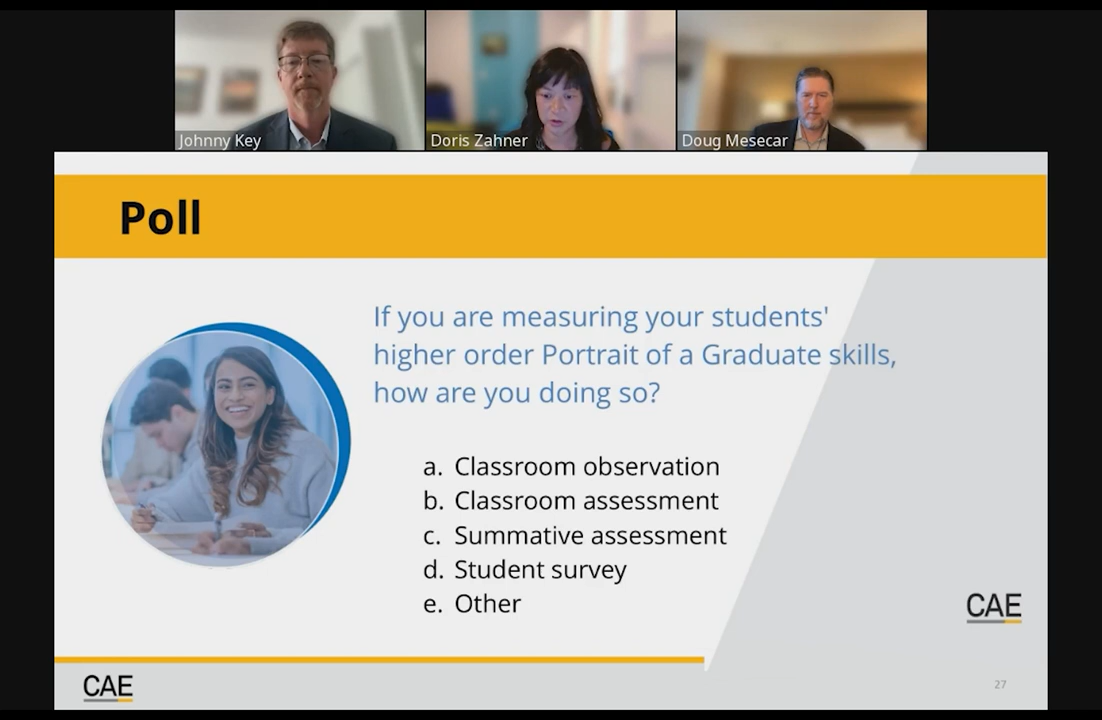 Johnny Key
Doris Zahner
Doug Mesecar
Poll
If you are measuring your students'
higher order Portrait of a Graduate skills,
how are you doing so?
a. Classroom observation
b. Classroom assessment
c. Summative assessment
d. Student survey
e. Other
CAE
CAE
27